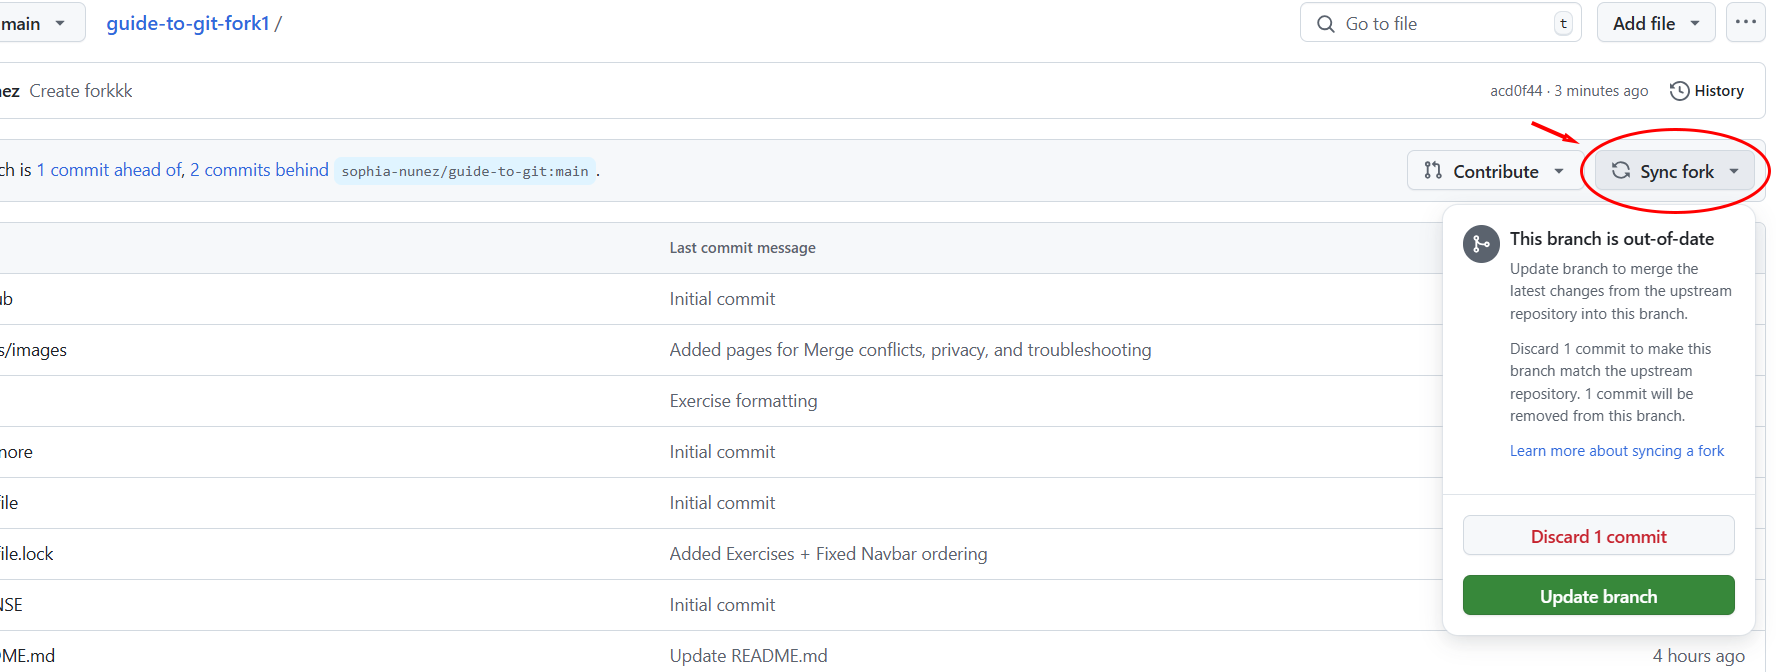 main
guide-to-git-fork1 /
Go to file
t
Add file
ez Create forkkk
acd0f44 · 3 minutes ago
History
ch is 1 commit ahead of, 2 commits behind sophia-nunez/guide-to-git:main .
Contribute
Sync fork
This branch is out-of-date
Update branch to merge the
latest changes from the upstream
repository into this branch.
Discard 1 commit to make this
branch match the upstream
repository. 1 commit will be
removed from this branch.
Learn more about syncing a fork
Discard 1 commit
Update branch
Last commit message
ub
Initial commit
s/images
Added pages for Merge conflicts, privacy, and troubleshooting
Exercise formatting
nore
Initial commit
file
Initial commit
file.lock
Added Exercises + Fixed Navbar ordering
NSE
Initial commit
ME.md
Update README.md
4 hours ago